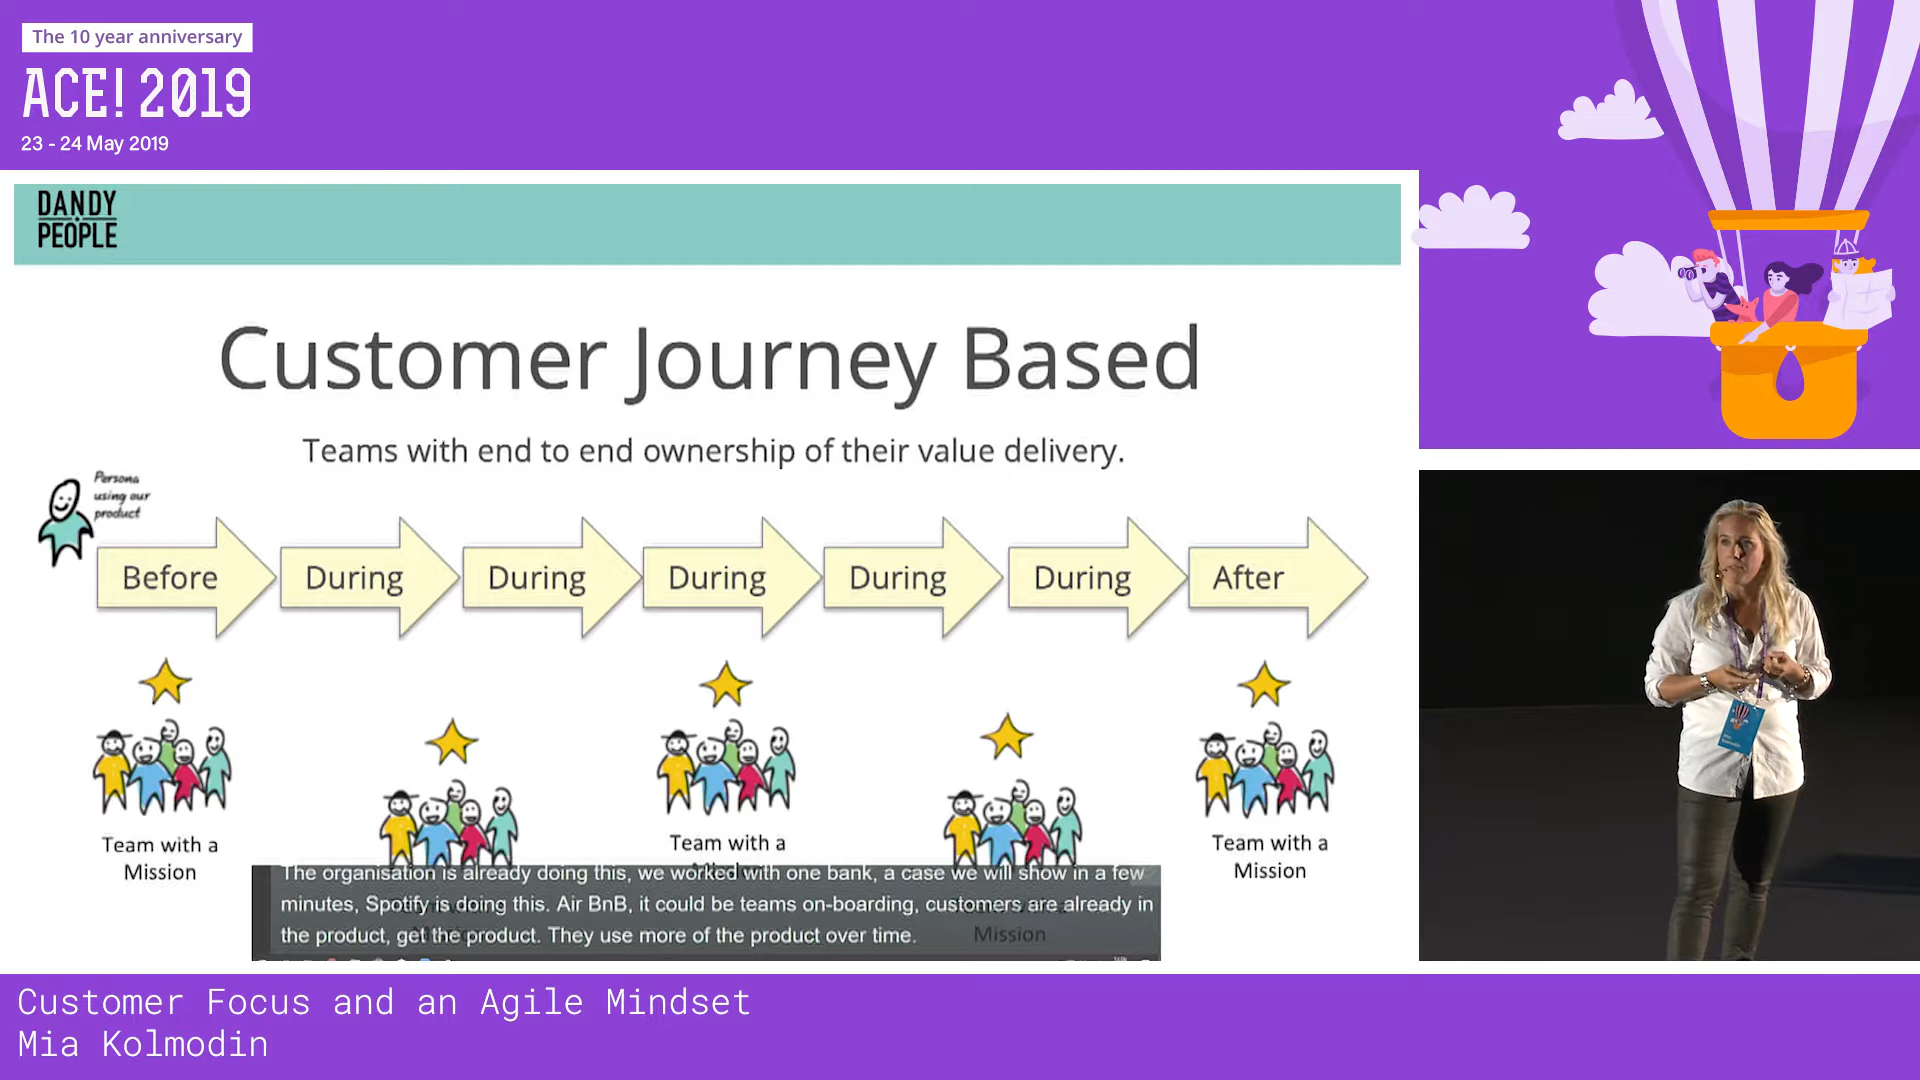 The 10 year anniversary
ACE! 2019
23 - 24 May 2019
DANDY
PEOPLE
Customer Journey Based
Teams with end to end ownership of their value delivery.
Persona
using our
product
Before
During
During
During
During
During
After
Team with a
Mission
Team with a
Team with a
Mission
The organisation is already doing this, we worked with one bank, a case we will show in a few
minutes, Spotify is doing this. Air BnB, it could be teams on-boarding, customers are already in
the product, get the product. They use more of the product over time.
Mission
Customer Focus and an Agile Mindset
Mia Kolmodin